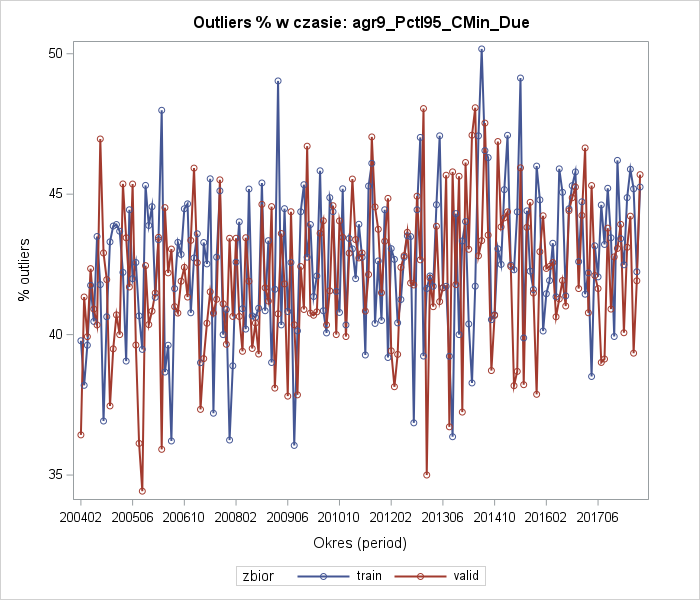 Outliers % w czasie: agr9_Pctl95_CMin_Due
% outliers
50
45
40
35
200402 200506 200610 200802 200906 201010 201202 201306 201410 201602 201706
Okres (period)
zbior train valid